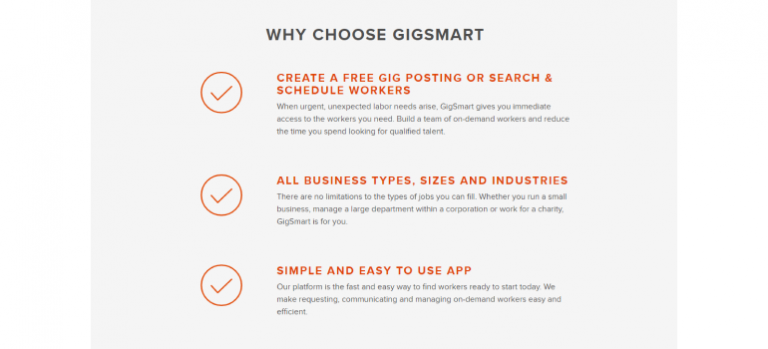 WHY CHOOSE GIGSMART
CREATE A FREE GIG POSTING OR SEARCH &
SCHEDULE WORKERS
When urgent, unexpected labor needs arise, GigSmart gives you immediate
access to the workers you need. Build a team of on-demand workers and reduce
the time you spend looking for qualified talent.
ALL BUSINESS TYPES, SIZES AND INDUSTRIES
There are no limitations to the types of jobs you can fill. Whether you run a small
business, manage a large department within a corporation or work for a charity,
GigSmart is for you.
SIMPLE AND EASY TO USE APP
Our platform is the fast and easy way to find workers ready to start today. We
make requesting, communicating and managing on-demand workers easy and
efficient.